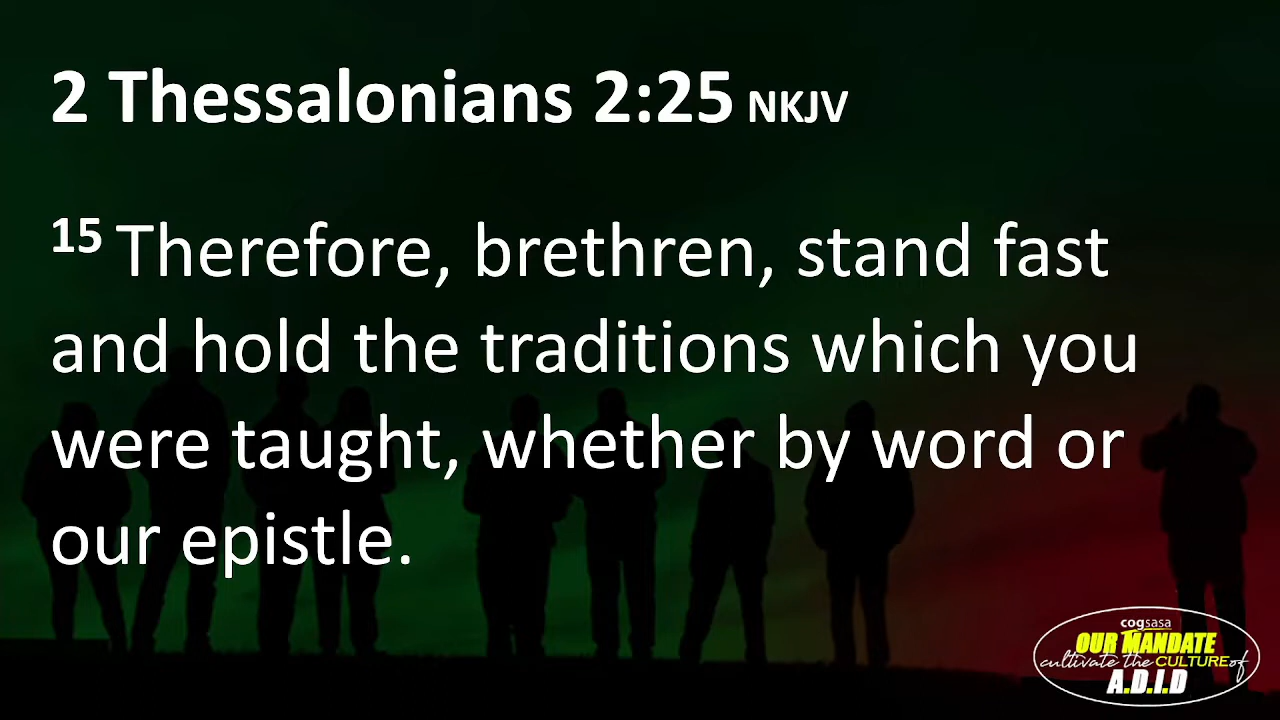 2 Thessalonians 2:25 NKJV
15 Therefore, brethren, stand fast
and hold the traditions which you
were taught, whether by word or
our epistle.
cogsasa
OUR MANDATE
cultivate the CULTURE of
A.D.I.D